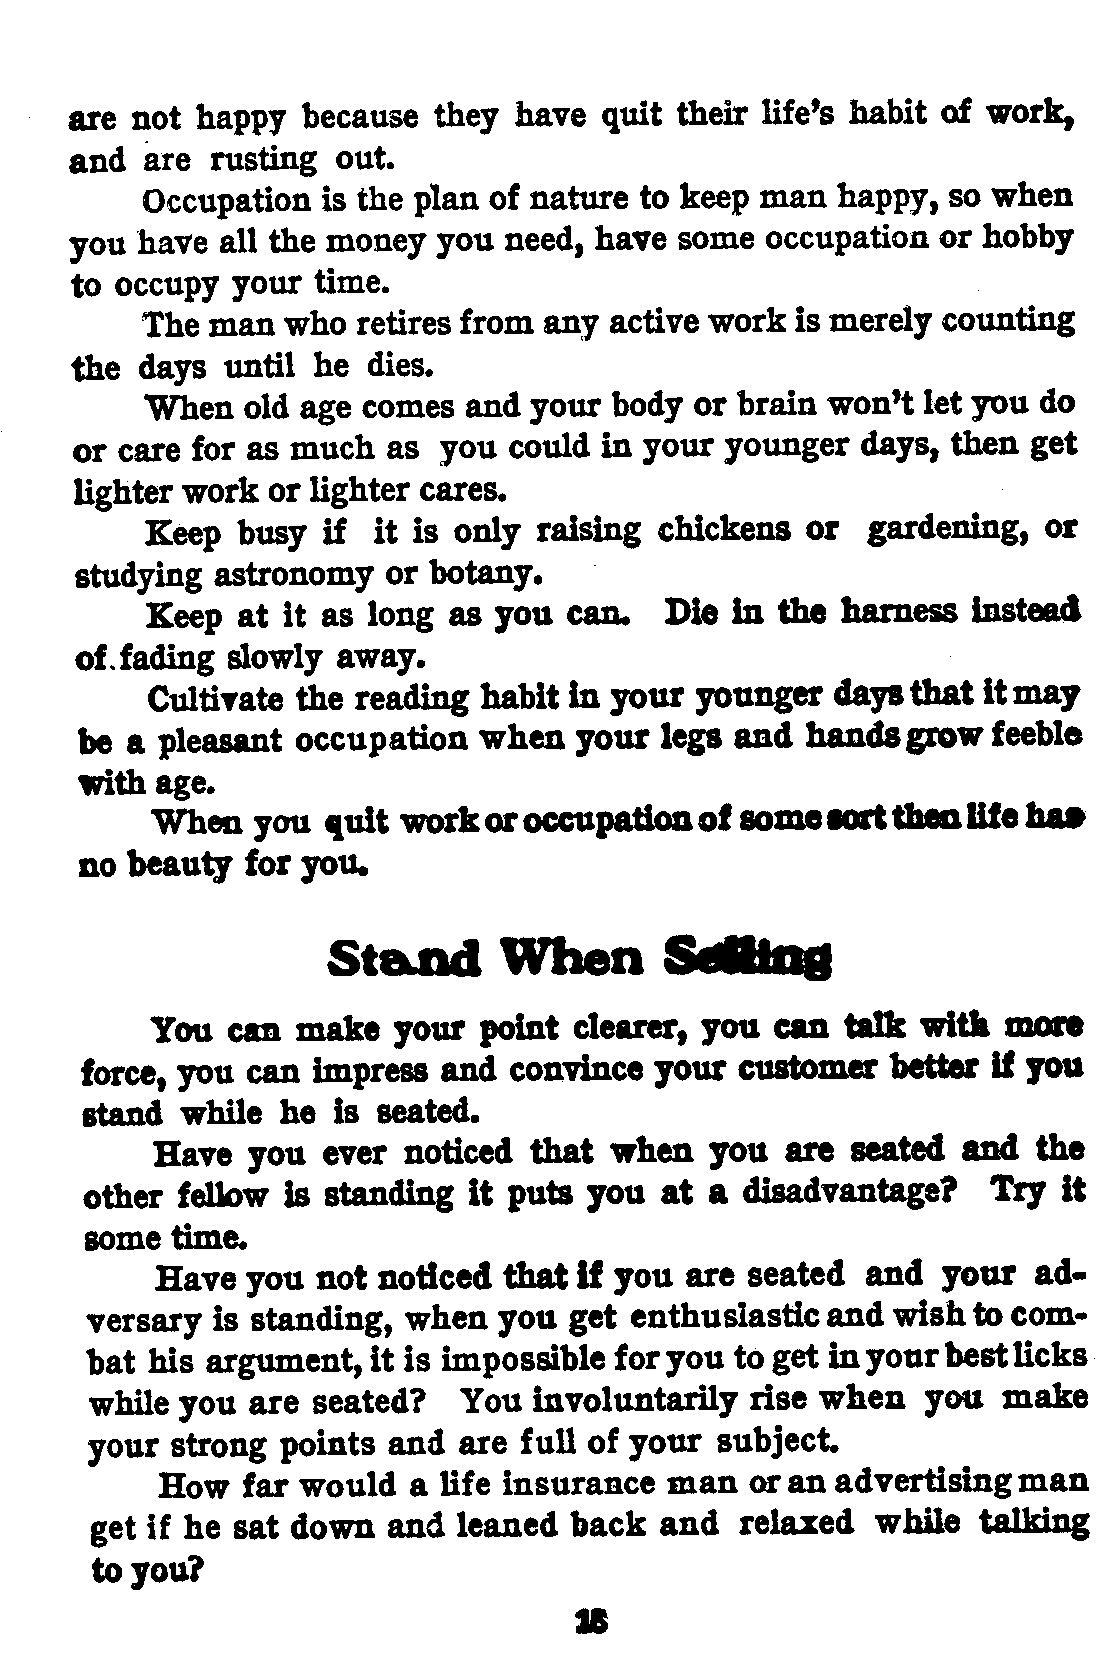 are not happy because they have quit their life's habit of work,
and are rusting out.
Occupation is the plan of nature to keep man happy, so when
you have all the money you need, have some occupation or hobby
to occupy your time.
The man who retires from any active work is merely counting
the days until he dies.
When old age comes and your body or brain won't let you do
or care for as much as you could in your younger days, then get
lighter work or lighter cares.
Keep busy if it is only raising chickens or gardening, or
studying astronomy or botany.
Keep at it as long as you can. Die in the harness instead
of fading slowly away.
Cultivate the reading habit in your younger days that it may
be a pleasant occupation when your legs and hands grow feeble
with age.
When you quit work or occupation of some sort then life has
no beauty for you.
Stand When Selling
You can make your point clearer, you can talk with more
force, you can impress and convince your customer better if you
stand while he is seated.
Have you ever noticed that when you are seated and the
other fellow is standing it puts you at a disadvantage? Try it
some time.
Have you not noticed that if you are seated and your ad-
versary is standing, when you get enthusiastic and wish to com-
bat his argument, it is impossible for you to get in your best licks
while you are seated? You involuntarily rise when you make
your strong points and are full of your subject.
How far would a life insurance man or an advertising man
get if he sat down and leaned back and relaxed while talking
to you?